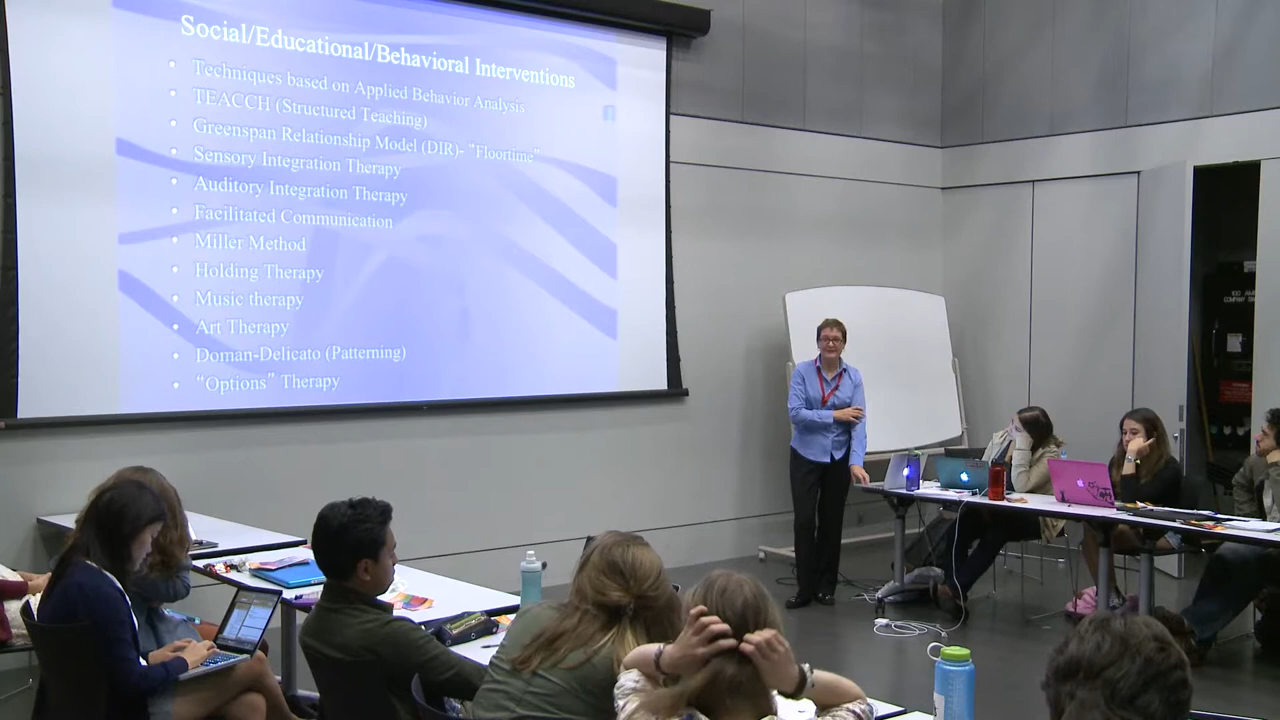 Social/Educational/Behavioral Interventions
• Techniques based on Applied Behavior Analysis
• TEACCH (Structured Teaching)
• Greenspan Relationship Model (DIR)- "Floortime"
• Sensory Integration Therapy
• Auditory Integration Therapy
• Facilitated Communication
• Miller Method
• Holding Therapy
• Music therapy
• Art Therapy
• Doman-Delicato (Patterning)
• “Options” Therapy